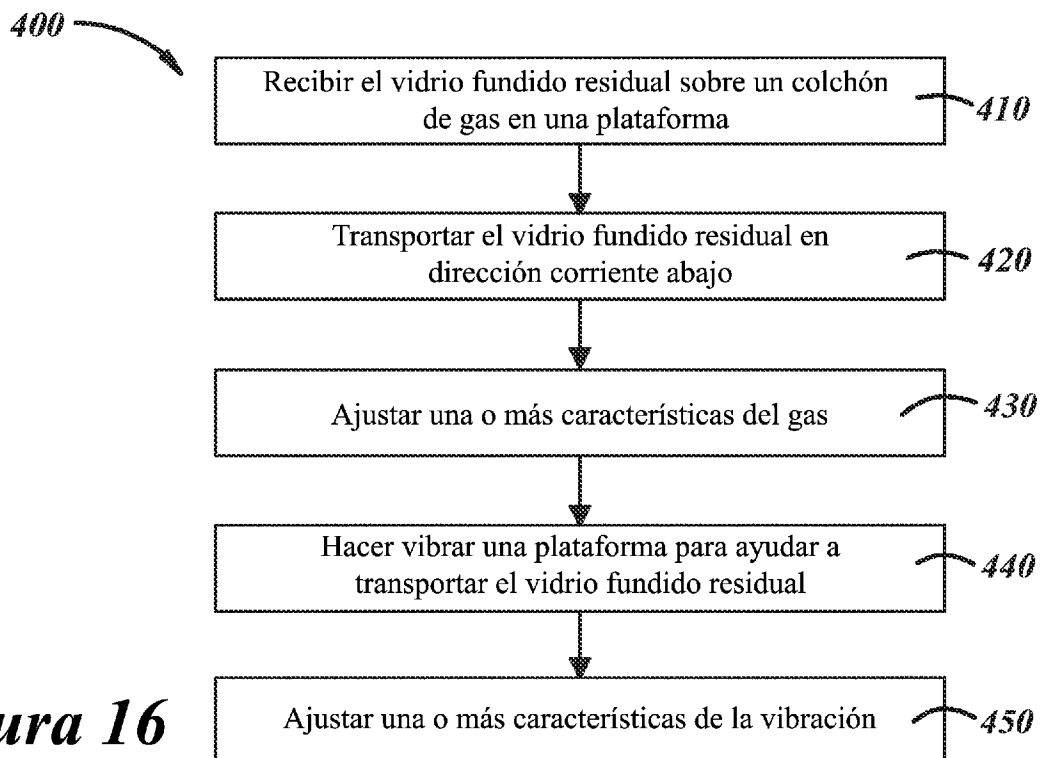 400
Recibir el vidrio fundido residual sobre un colchón
de gas en una plataforma
410
Transportar el vidrio fundido residual en
dirección corriente abajo
420
Ajustar una o más características del gas
430
Hacer vibrar una plataforma para ayudar a
transportar el vidrio fundido residual
440
Ajustar una o más características de la vibración
450
ura 16